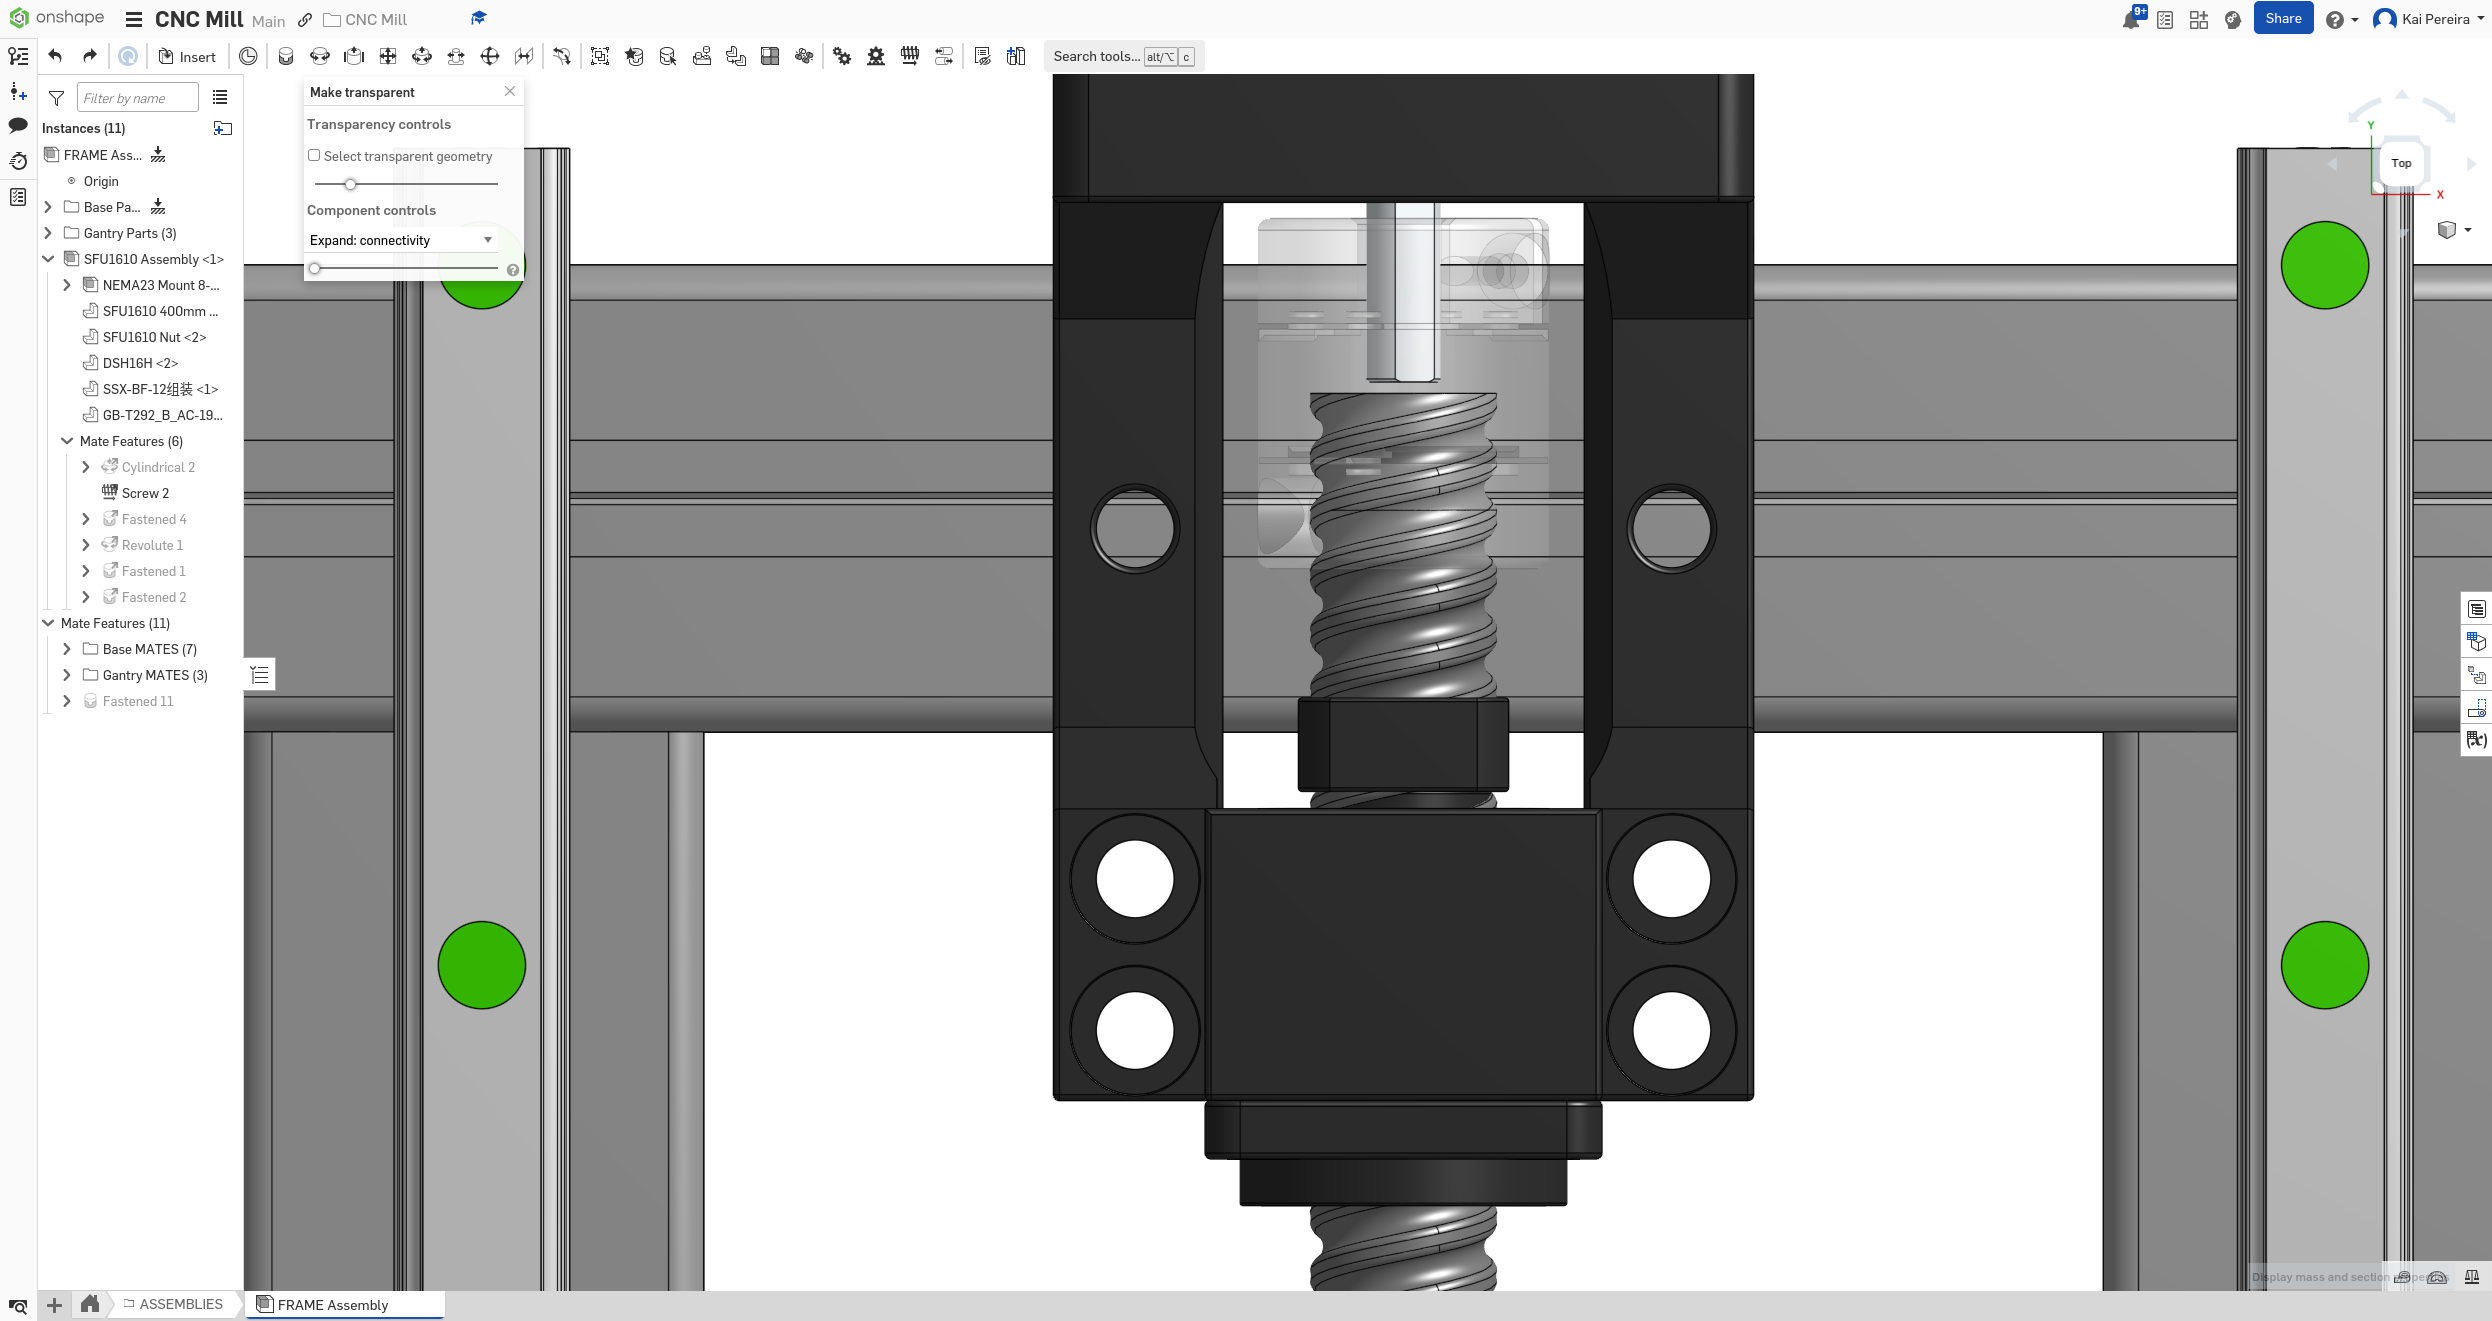 onshape
CNC Mill Main CNC Mill
9+
Share
Kai Pereira
Insert
Search tools... alt/⌥ c
Filter by name
Instances (11)
FRAME Ass...
Origin
Base Pa...
Gantry Parts (3)
SFU1610 Assembly <1>
NEMA23 Mount 8-...
SFU1610 400mm ...
SFU1610 Nut <2>
DSH16H <2>
SSX-BF-12组装 <1>
GB-T292_B_AC-19...
Mate Features (6)
Cylindrical 2
Screw 2
Fastened 4
Revolute 1
Fastened 1
Fastened 2
Mate Features (11)
Base MATES (7)
Gantry MATES (3)
Fastened 11
Make transparent
Transparency controls
Select transparent geometry
Component controls
Expand: connectivity
Y
Top
X
(x)
Display mass and section
ASSEMBLIES
FRAME Assembly